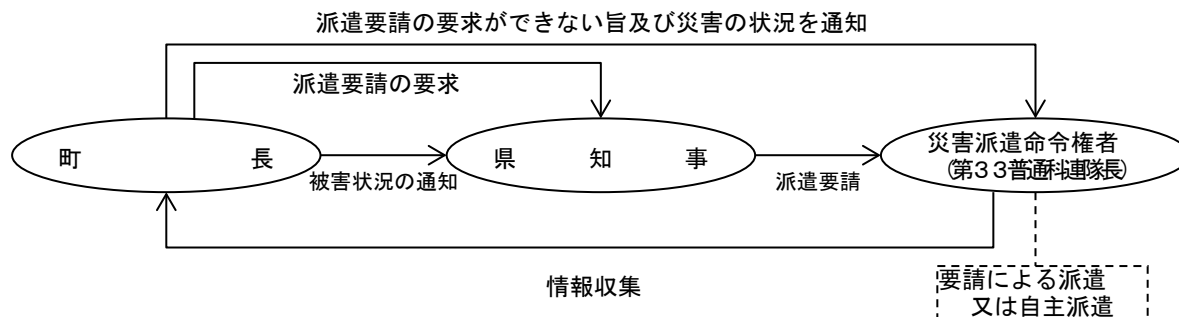 派遣要請の要求ができない旨及び災害の状況を通知
派遣要請の要求
町 長
県 知 事
災害派遣命令権者
(第33普通科連隊長)
被害状況の通知
派遣要請
情報収集
要請による派遣
又は自主派遣